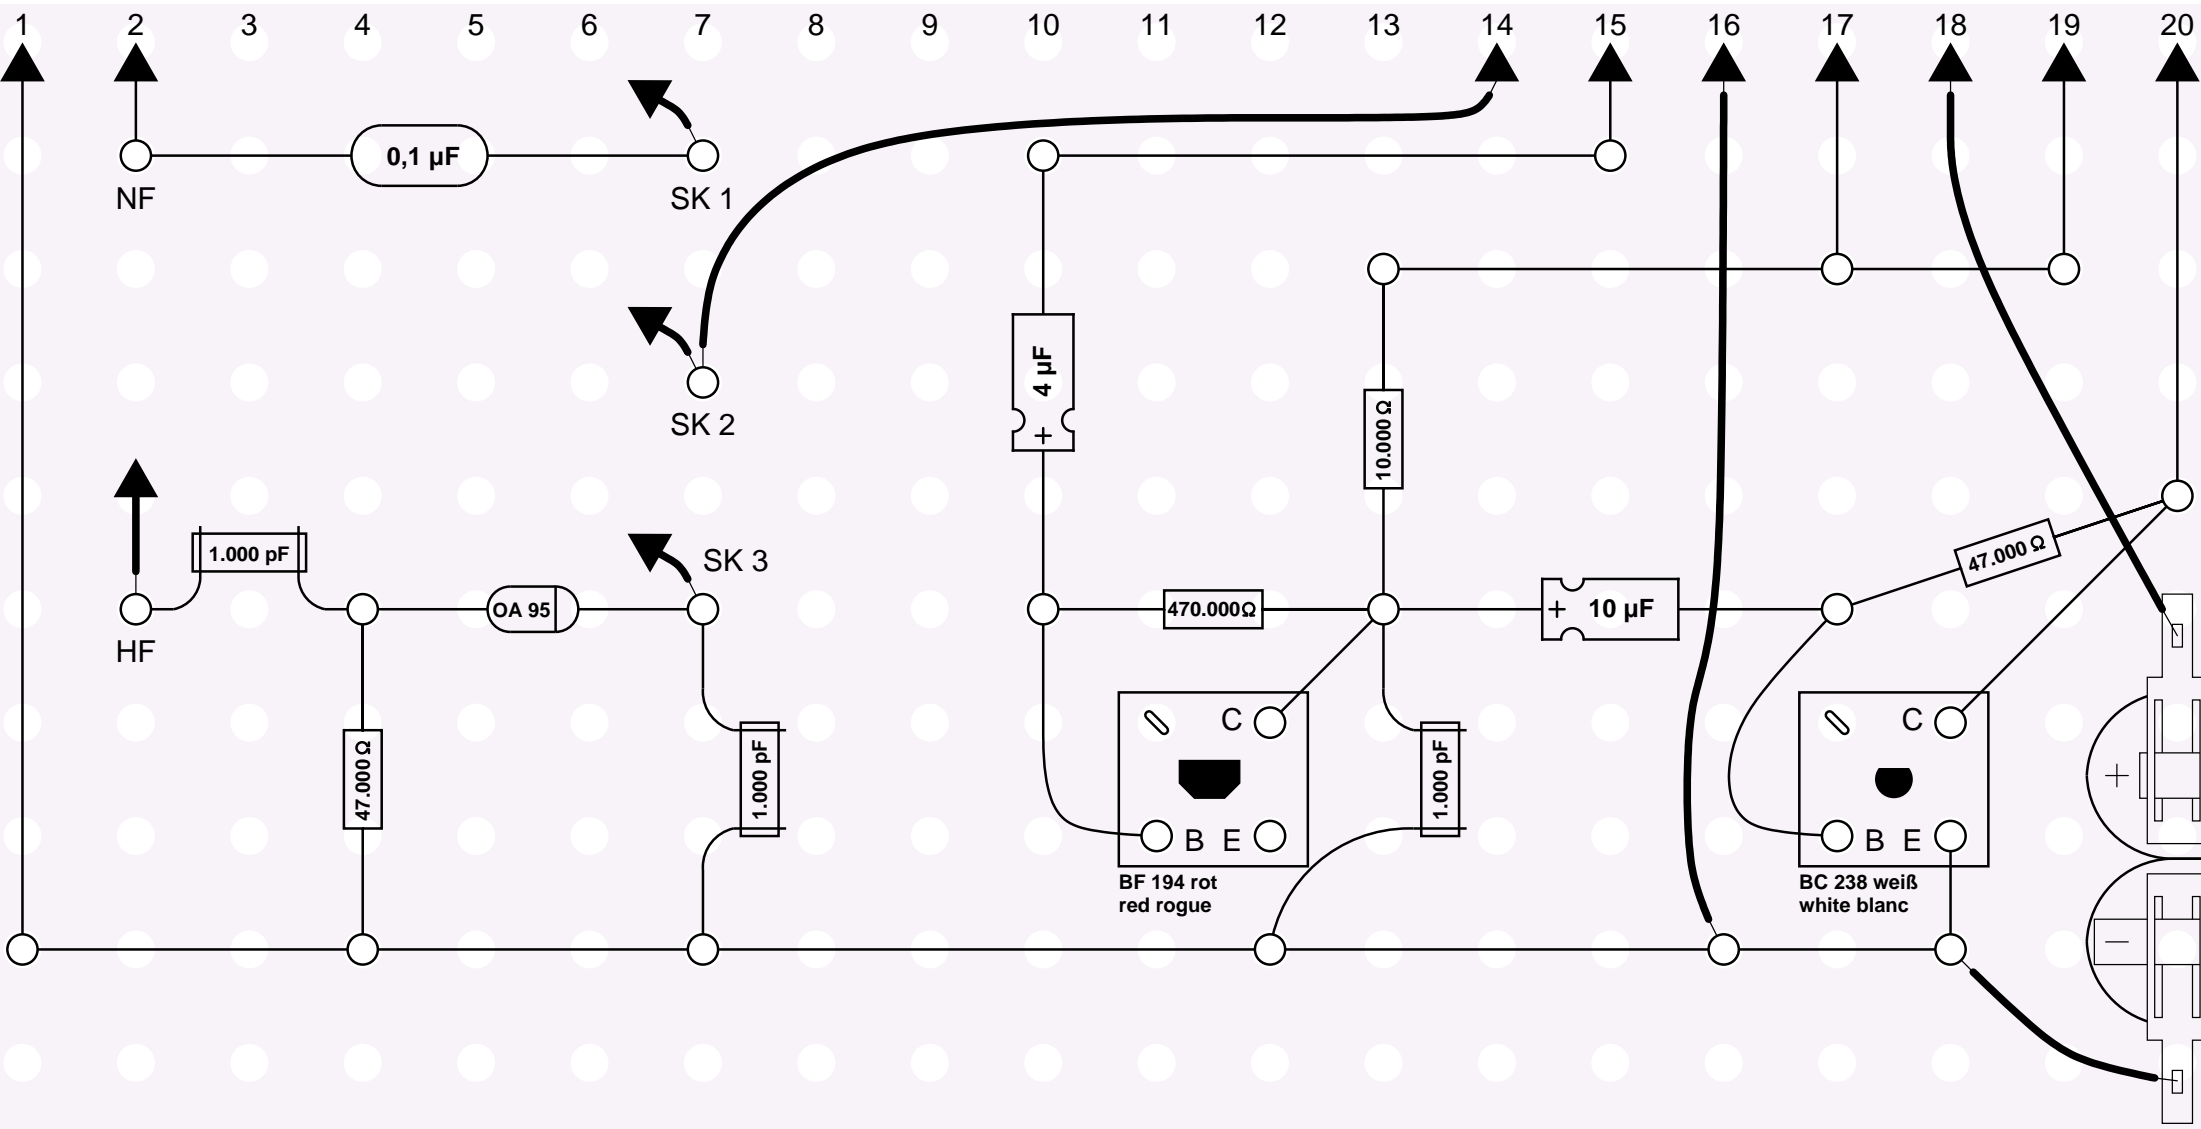 1 2 3 4 5 6 7 8 9 10 11 12 13 14 15 16 17 18 19 20
0,1 µF
NF
SK 1
4 µF
+
SK 2
10.000 Ω
1.000 pF
SK 3
47.000 Ω
OA 95
470.000Ω
+ 10 µF
HF
47.000 Ω
1.000 pF
C
B E
BF 194 rot
red rogue
1.000 pF
C
B E
BC 238 weiß
white blanc
+
−